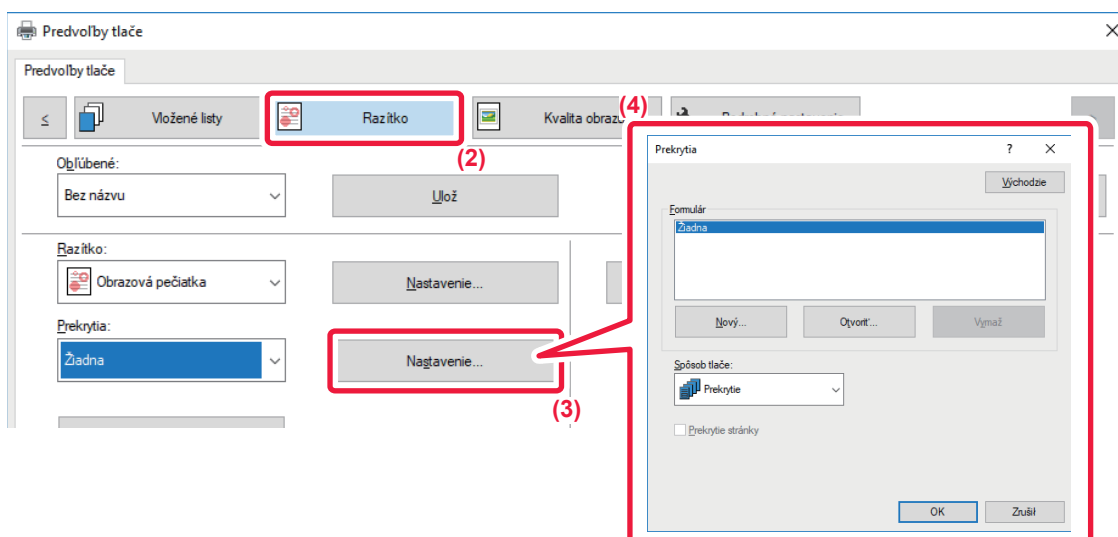 Predvoľby tlače
Predvoľby tlače
<
Vložené listy
Razítko
Kvalita obrazu
(4)
(2)
Obľúbené:
Bez názvu
Ulož
Razítko:
Obrazová pečiatka
Nastavenie...
Prekrytia:
Žiadna
Nastavenie...
(3)
Prekrytia
?
Východzie
Formulár
Žiadna
Nový...
Otvoriť...
Vymaž
Spôsob tlače:
Prekrytie
Prekrytie stránky
OK
Zrušiť